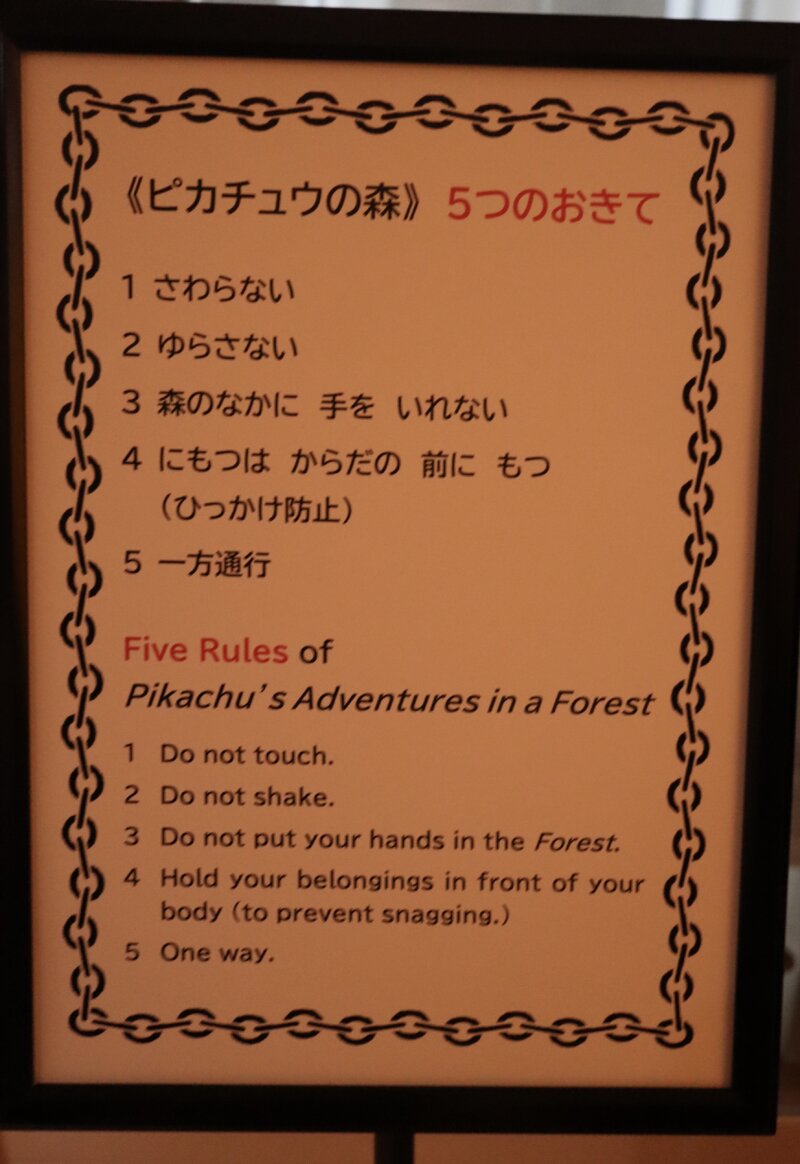 《ピカチュウの森》 5つのおきて
1 さわらない
2 ゆらさない
3 森のなかに 手を いれない
4 にもつは からだの 前に もつ
（ひっかけ防止）
5 一方通行
Five Rules of
Pikachu's Adventures in a Forest
1 Do not touch.
2 Do not shake.
3 Do not put your hands in the Forest.
4 Hold your belongings in front of your
body (to prevent snagging.)
5 One way.